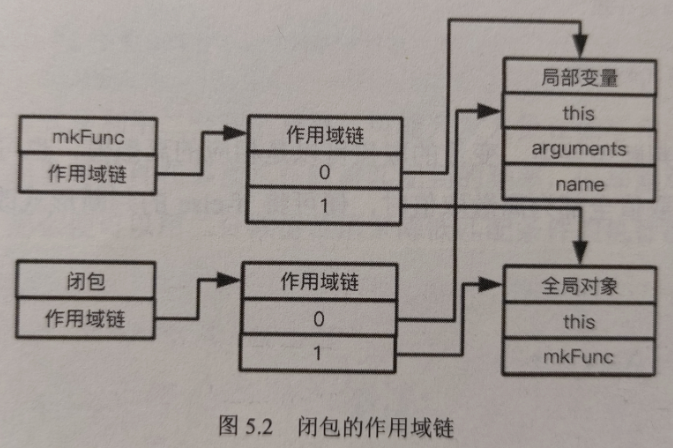 mkFunc
作用域链
作用域链
0
1
局部变量
this
arguments
name
闭包
作用域链
作用域链
0
1
全局对象
this
mkFunc
图 5.2 闭包的作用域链